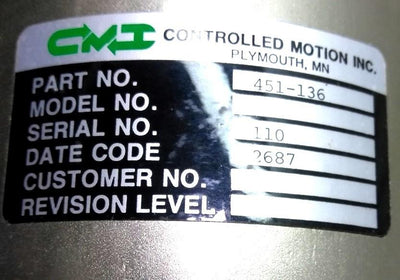 CMI CONTROLLED MOTION INC.
PLYMOUTH, MN
PART NO. 451-136
MODEL NO.
SERIAL NO. 110
DATE CODE 2687
CUSTOMER NO.
REVISION LEVEL